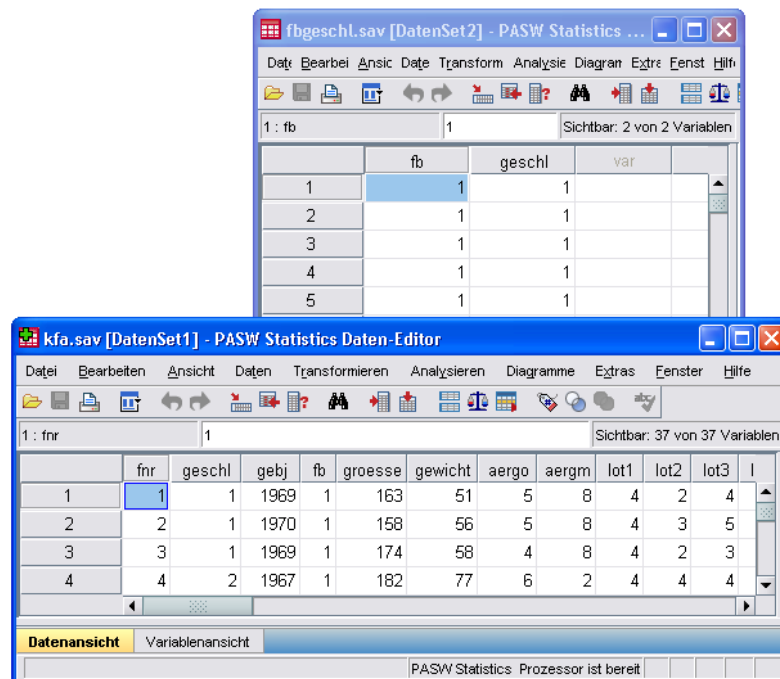 fbgeschl.sav [DatenSet2] - PASW Statistics ...
Date Bearbei Ansic Date Transform Analysie Diagran Extra Fenst Hilfe
1 : fb 1 Sichtbar: 2 von 2 Variablen
fb geschl var
1 1 1
2 1 1
3 1 1
4 1 1
5 1 1
kfa.sav [DatenSet1] - PASW Statistics Daten-Editor
Datei Bearbeiten Ansicht Daten Transformieren Analysieren Diagramme Extras Fenster Hilfe
1 : fnr 1 Sichtbar: 37 von 37 Variablen
fnr geschl gebj fb groesse gewicht aergo aergm lot1 lot2 lot3 l
1 1 1 1969 1 163 51 5 8 4 2 4
2 2 1 1970 1 158 56 5 8 4 3 5
3 3 1 1969 1 174 58 4 8 4 2 3
4 4 2 1967 1 182 77 6 2 4 4 4
Datenansicht Variablenansicht
PASW Statistics Prozessor ist bereit